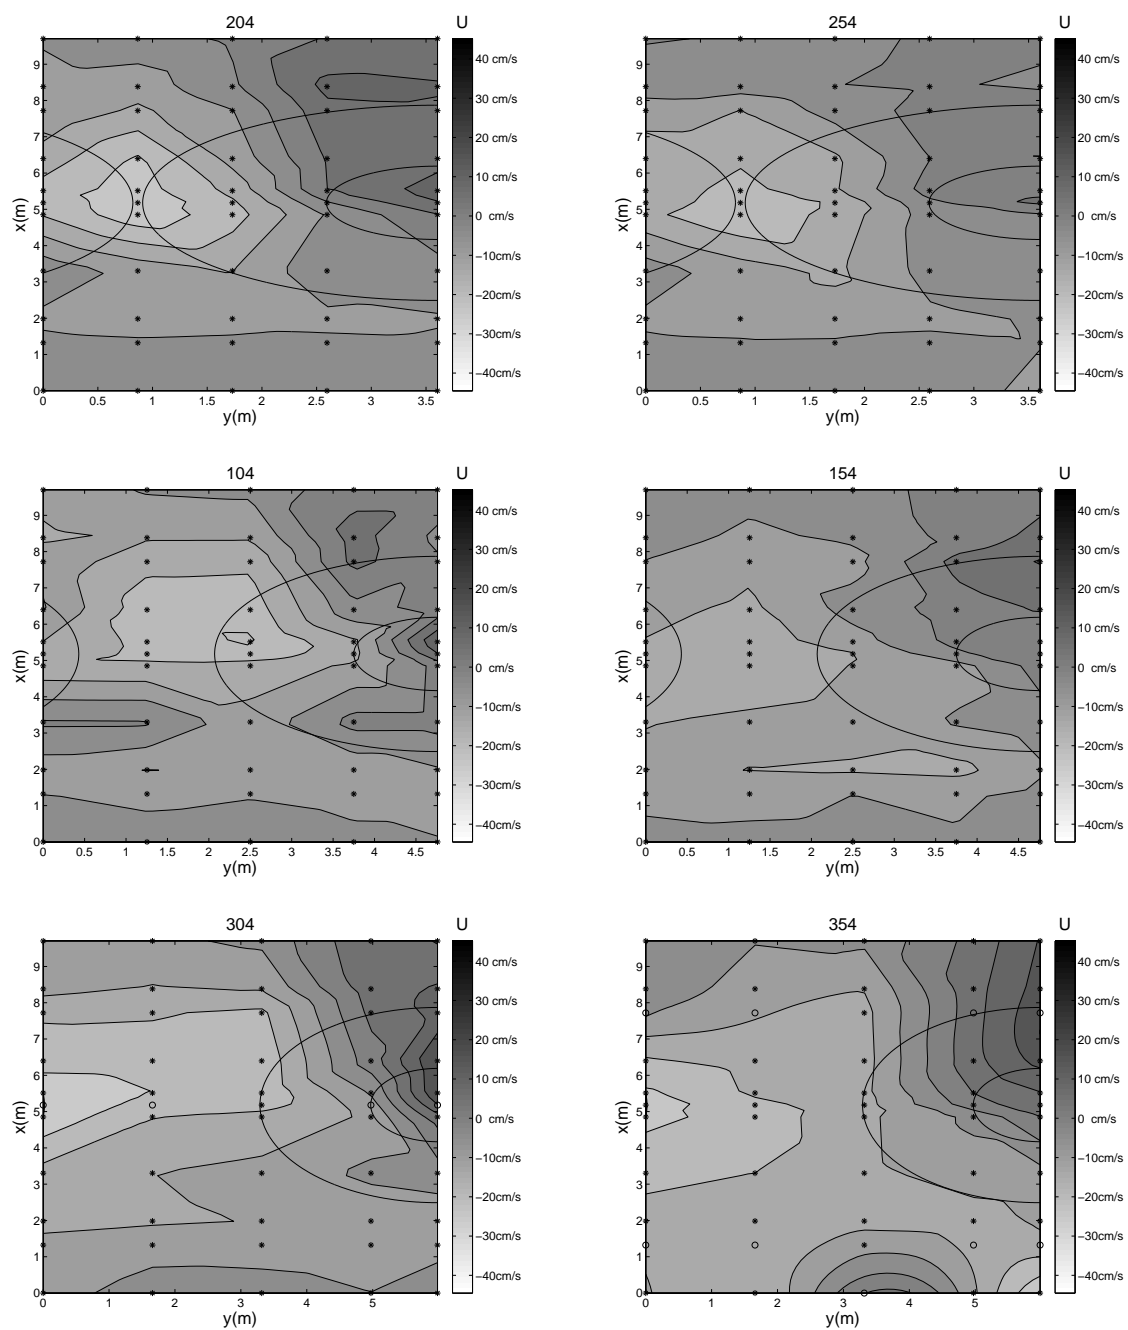 204 U 254 U
9 40 cm/s 9 40 cm/s
8 30 cm/s 8 30 cm/s
7 20 cm/s 7 20 cm/s
6 10 cm/s 6 10 cm/s
x(m) 5 0 cm/s x(m) 5 0 cm/s
4 −10cm/s 4 −10cm/s
3 −20cm/s 3 −20cm/s
2 −30cm/s 2 −30cm/s
1 −40cm/s 1 −40cm/s
0 0
0 0.5 1 1.5 2 2.5 3 3.5 0 0.5 1 1.5 2 2.5 3 3.5
y(m) y(m)
104 U 154 U
9 40 cm/s 9 40 cm/s
8 30 cm/s 8 30 cm/s
7 20 cm/s 7 20 cm/s
6 10 cm/s 6 10 cm/s
x(m) 5 0 cm/s x(m) 5 0 cm/s
4 −10cm/s 4 −10cm/s
3 −20cm/s 3 −20cm/s
2 −30cm/s 2 −30cm/s
1 −40cm/s 1 −40cm/s
0 0
0 0.5 1 1.5 2 2.5 3 3.5 4 4.5 0 0.5 1 1.5 2 2.5 3 3.5 4 4.5
y(m) y(m)
304 U 354 U
9 40 cm/s 9 40 cm/s
8 30 cm/s 8 30 cm/s
7 20 cm/s 7 20 cm/s
6 10 cm/s 6 10 cm/s
x(m) 5 0 cm/s x(m) 5 0 cm/s
4 −10cm/s 4 −10cm/s
3 −20cm/s 3 −20cm/s
2 −30cm/s 2 −30cm/s
1 −40cm/s 1 −40cm/s
0 0
0 1 2 3 4 5 0 1 2 3 4 5
y(m) y(m)